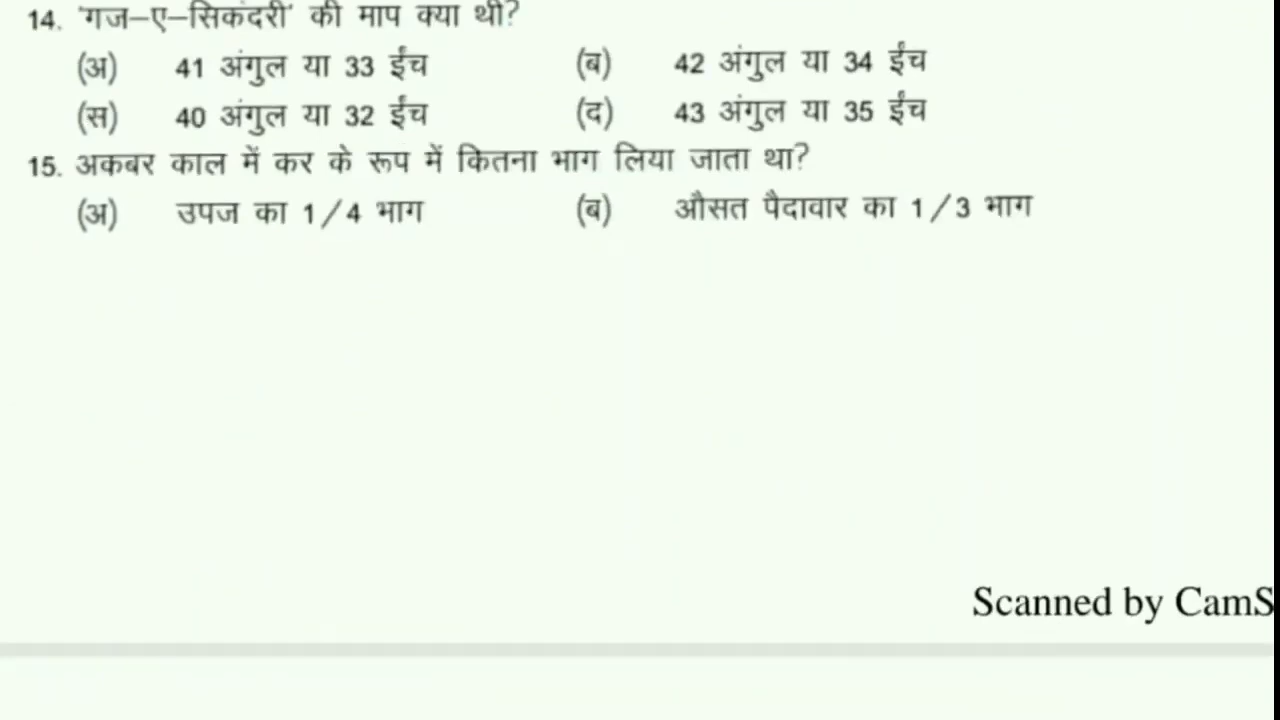 14. 'गज–ए–सिकंदरी' की माप क्या थी?
(अ) 41 अंगुल या 33 ईंच (ब) 42 अंगुल या 34 ईंच
(स) 40 अंगुल या 32 ईंच (द) 43 अंगुल या 35 ईंच
15. अकबर काल में कर के रूप में कितना भाग लिया जाता था?
(अ) उपज का 1/4 भाग (ब) औसत पैदावार का 1/3 भाग
Scanned by CamS